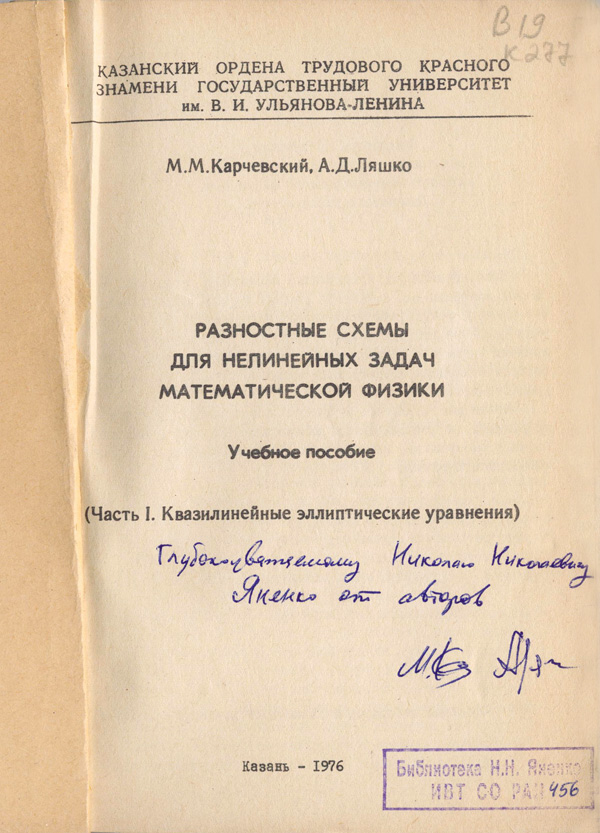 В 19
К 277
КАЗАНСКИЙ ОРДЕНА ТРУДОВОГО КРАСНОГО
ЗНАМЕНИ ГОСУДАРСТВЕННЫЙ УНИВЕРСИТЕТ
им. В. И. УЛЬЯНОВА-ЛЕНИНА
М.М.Карчевский, А.Д.Ляшко
РАЗНОСТНЫЕ СХЕМЫ
ДЛЯ НЕЛИНЕЙНЫХ ЗАДАЧ
МАТЕМАТИЧЕСКОЙ ФИЗИКИ
Учебное пособие
(Часть I. Квазилинейные эллиптические уравнения)
Глубокоуважаемому Николаю Николаевичу
Яненко от авторов
Казань - 1976
Библиотека Н.Н. Яненко
ИВТ СО РАН 456